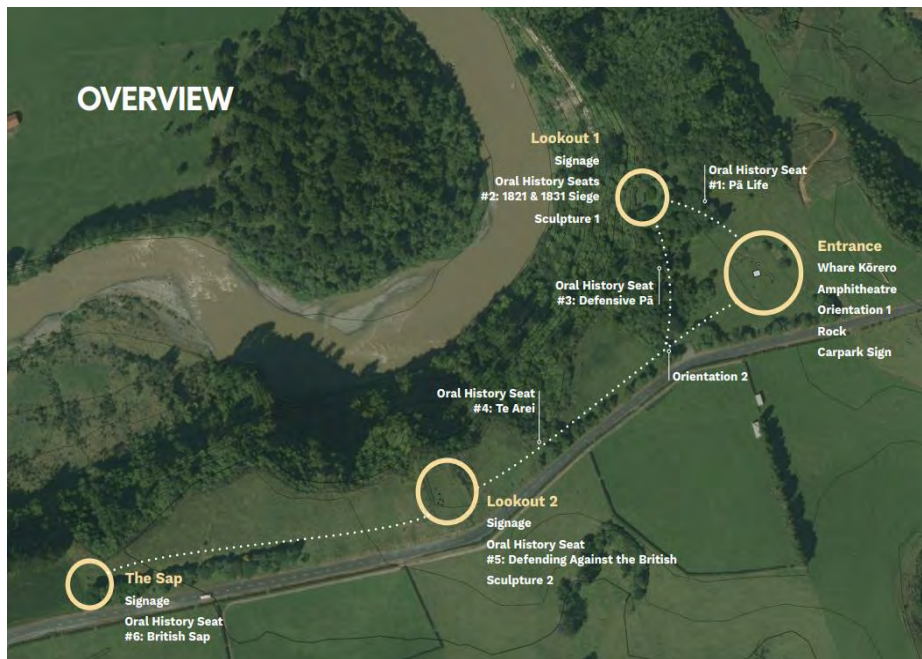 OVERVIEW
Lookout 1
Signage
Oral History Seats
#2: 1821 & 1831 Siege
Sculpture 1
Oral History Seat
#1: Pā Life
Entrance
Whare Kōrero
Amphitheatre
Orientation 1
Rock
Carpark Sign
Oral History Seat
#3: Defensive Pā
Orientation 2
Oral History Seat
#4: Te Arei
Lookout 2
Signage
Oral History Seat
#5: Defending Against the British
Sculpture 2
The Sap
Signage
Oral History Seat
#6: British Sap